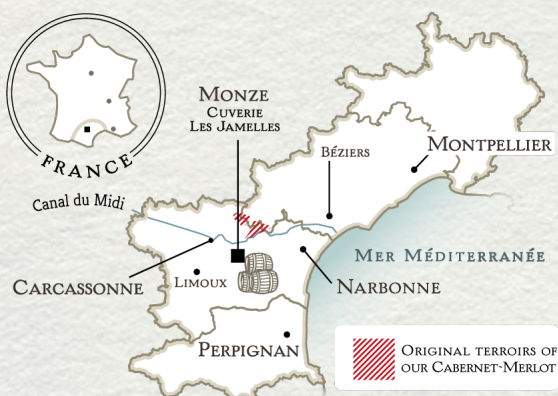 FRANCE
MONZE
CUVERIE
LES JAMELLES
BÉZIERS
MONTPELLIER
Canal du Midi
MER MÉDITERRANÉE
CARCASSONNE
LIMOUX
NARBONNE
PERPIGNAN
ORIGINAL TERROIRS OF
OUR CABERNET-MERLOT